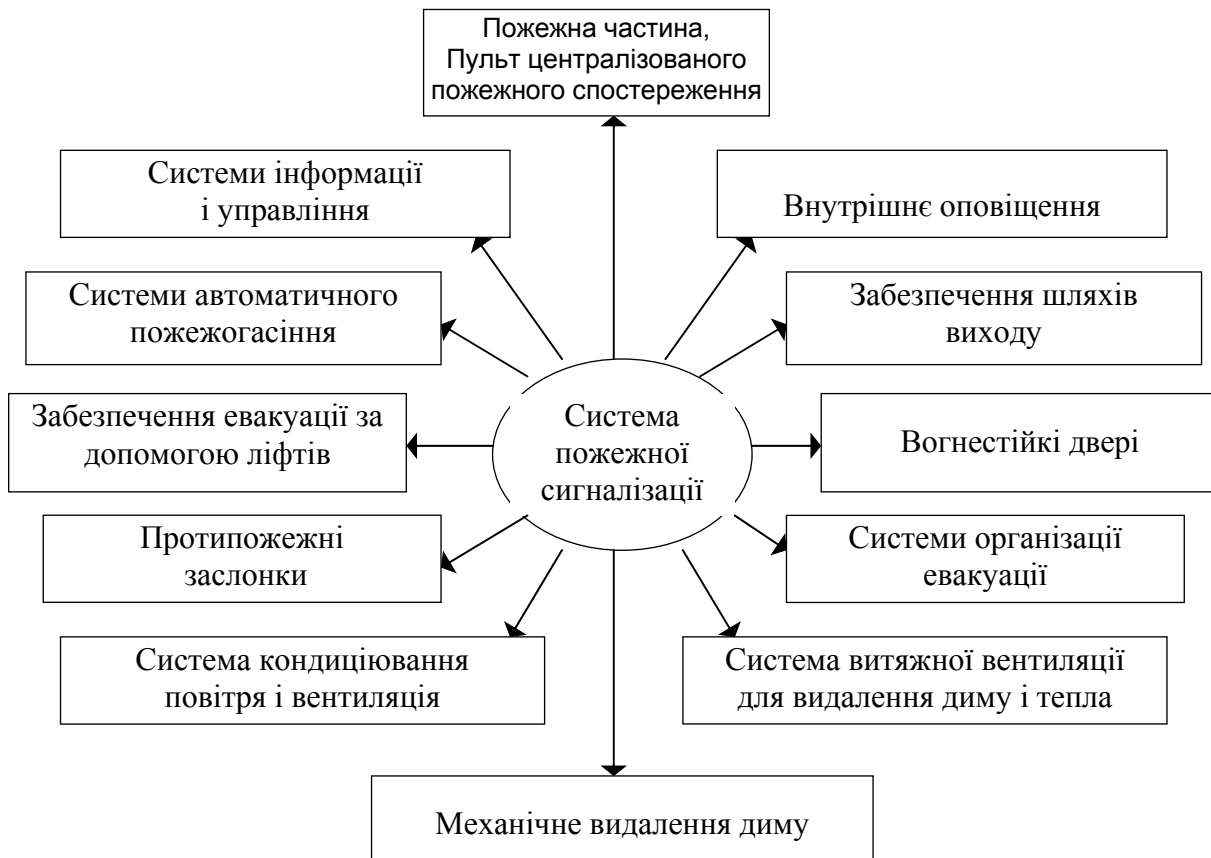 Пожежна частина,
Пульт централізованого
пожежного спостереження
Системи інформації
і управління
Внутрішнє оповіщення
Системи автоматичного
пожежогасіння
Забезпечення шляхів
виходу
Забезпечення евакуації за
допомогою ліфтів
Система
пожежної
сигналізації
Вогнестійкі двері
Протипожежні
заслонки
Системи організації
евакуації
Система кондиціювання
повітря і вентиляція
Система витяжної вентиляції
для видалення диму і тепла
Механічне видалення диму